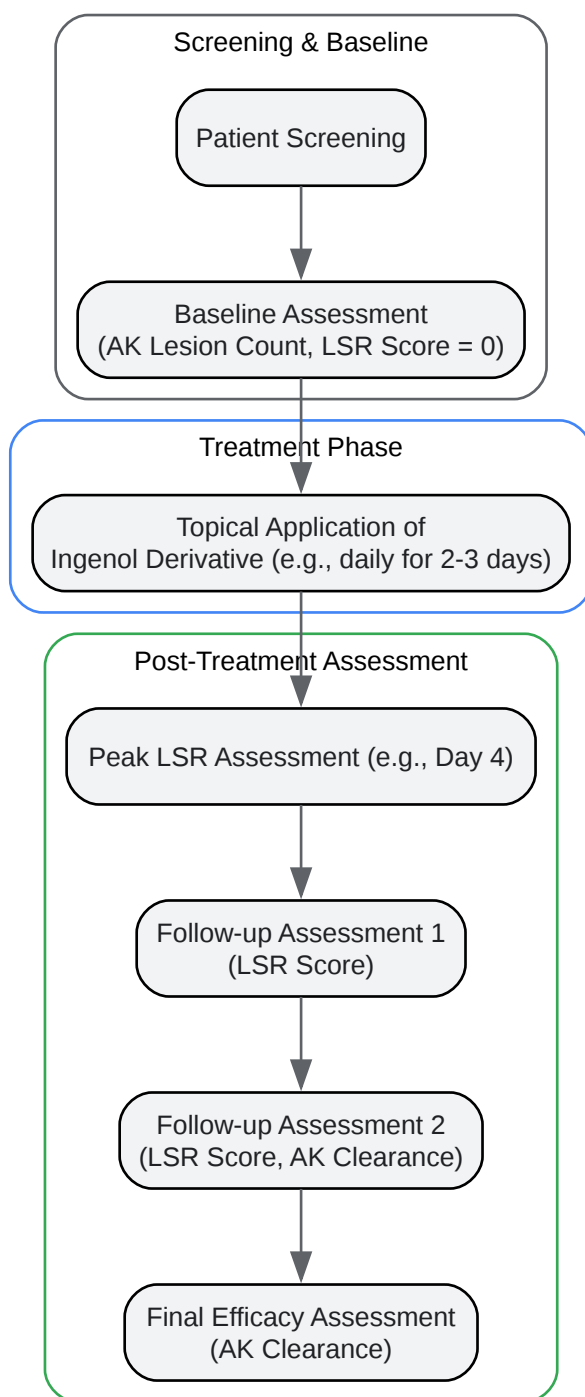 Screening & Baseline
Patient Screening
Baseline Assessment
(AK Lesion Count, LSR Score = 0)
Treatment Phase
Topical Application of
Ingenol Derivative (e.g., daily for 2-3 days)
Post-Treatment Assessment
Peak LSR Assessment (e.g., Day 4)
Follow-up Assessment 1
(LSR Score)
Follow-up Assessment 2
(LSR Score, AK Clearance)
Final Efficacy Assessment
(AK Clearance)